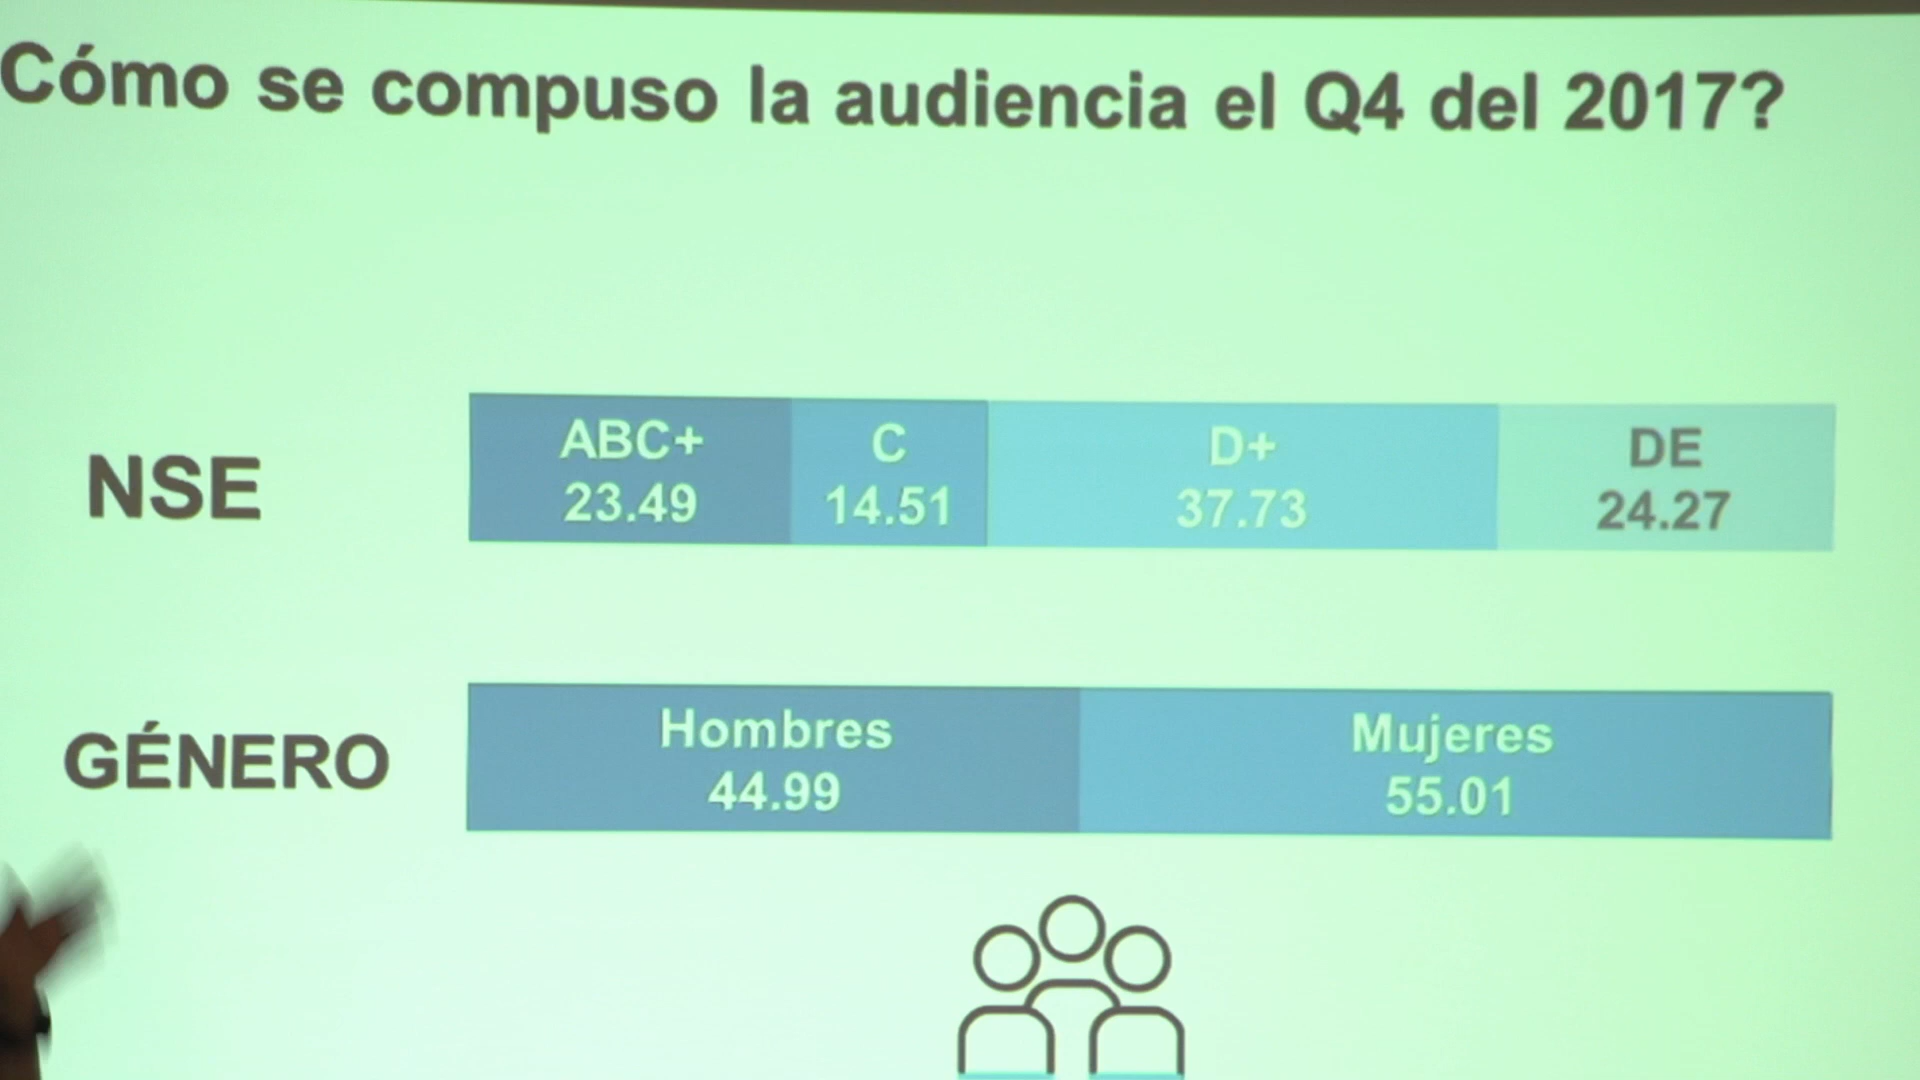 Cómo se compuso la audiencia el Q4 del 2017?
NSE
ABC+
23.49
C
14.51
D+
37.73
DE
24.27
GÉNERO
Hombres
44.99
Mujeres
55.01